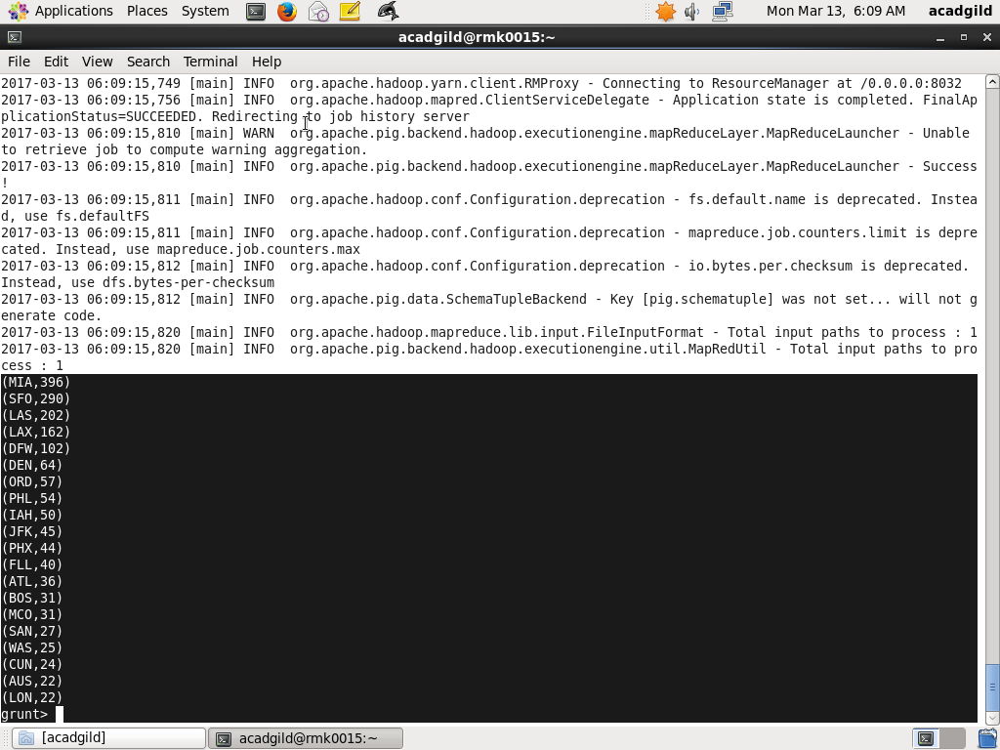 Applications Places System Mon Mar 13, 6:09 AM acadgild
acadgild@rmk0015:~
File Edit View Search Terminal Help
2017-03-13 06:09:15,749 [main] INFO  org.apache.hadoop.yarn.client.RMProxy - Connecting to ResourceManager at /0.0.0.0:8032
2017-03-13 06:09:15,756 [main] INFO  org.apache.hadoop.mapred.ClientServiceDelegate - Application state is completed. FinalAp
plicationStatus=SUCCEEDED. Redirecting to job history server
2017-03-13 06:09:15,810 [main] WARN  org.apache.pig.backend.hadoop.executionengine.mapReduceLayer.MapReduceLauncher - Unable
to retrieve job to compute warning aggregation.
2017-03-13 06:09:15,810 [main] INFO  org.apache.pig.backend.hadoop.executionengine.mapReduceLayer.MapReduceLauncher - Success
!
2017-03-13 06:09:15,811 [main] INFO  org.apache.hadoop.conf.Configuration.deprecation - fs.default.name is deprecated. Instea
d, use fs.defaultFS
2017-03-13 06:09:15,811 [main] INFO  org.apache.hadoop.conf.Configuration.deprecation - mapreduce.job.counters.limit is depre
cated. Instead, use mapreduce.job.counters.max
2017-03-13 06:09:15,812 [main] INFO  org.apache.hadoop.conf.Configuration.deprecation - io.bytes.per.checksum is deprecated.
Instead, use dfs.bytes-per-checksum
2017-03-13 06:09:15,812 [main] INFO  org.apache.pig.data.SchemaTupleBackend - Key [pig.schematuple] was not set... will not g
enerate code.
2017-03-13 06:09:15,820 [main] INFO  org.apache.hadoop.mapreduce.lib.input.FileInputFormat - Total input paths to process : 1
2017-03-13 06:09:15,820 [main] INFO  org.apache.pig.backend.hadoop.executionengine.util.MapRedUtil - Total input paths to pro
cess : 1
(MIA,396)
(SFO,290)
(LAS,202)
(LAX,162)
(DFW,102)
(DEN,64)
(ORD,57)
(PHL,54)
(IAH,50)
(JFK,45)
(PHX,44)
(FLL,40)
(ATL,36)
(BOS,31)
(MCO,31)
(SAN,27)
(WAS,25)
(CUN,24)
(AUS,22)
(LON,22)
grunt>
[acadgild] acadgild@rmk0015:~